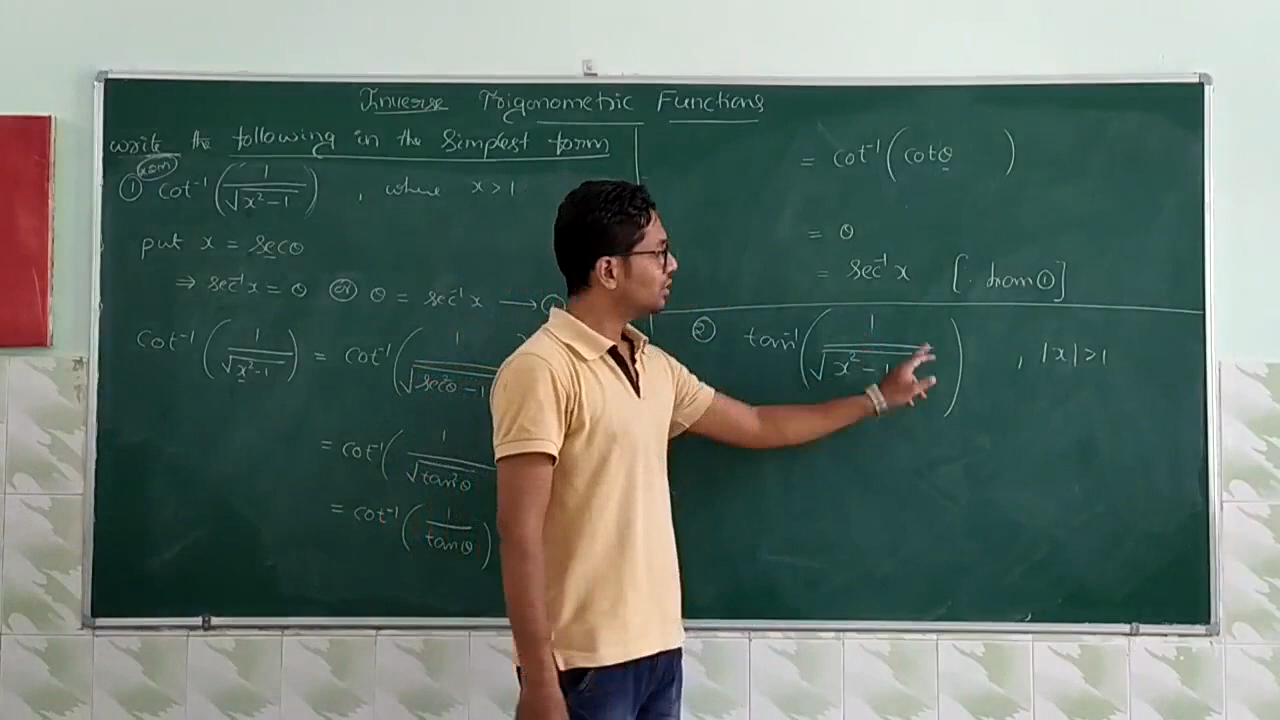 Inverse Trigonometric Functions
write the following in the simplest form
① cot⁻¹(1/√(x²-1)) , where x>1
put x = secθ
⇒ sec⁻¹x = θ or θ = sec⁻¹x → ①
cot⁻¹(1/√(x²-1)) = cot⁻¹(1/√(sec²θ-1
= cot⁻¹(1/√(tan²θ
= cot⁻¹(1/tanθ)
= cot⁻¹(cotθ)
= θ
= sec⁻¹x [∵ from ①]
② tan⁻¹(1/√(x²-1)) , |x|>1